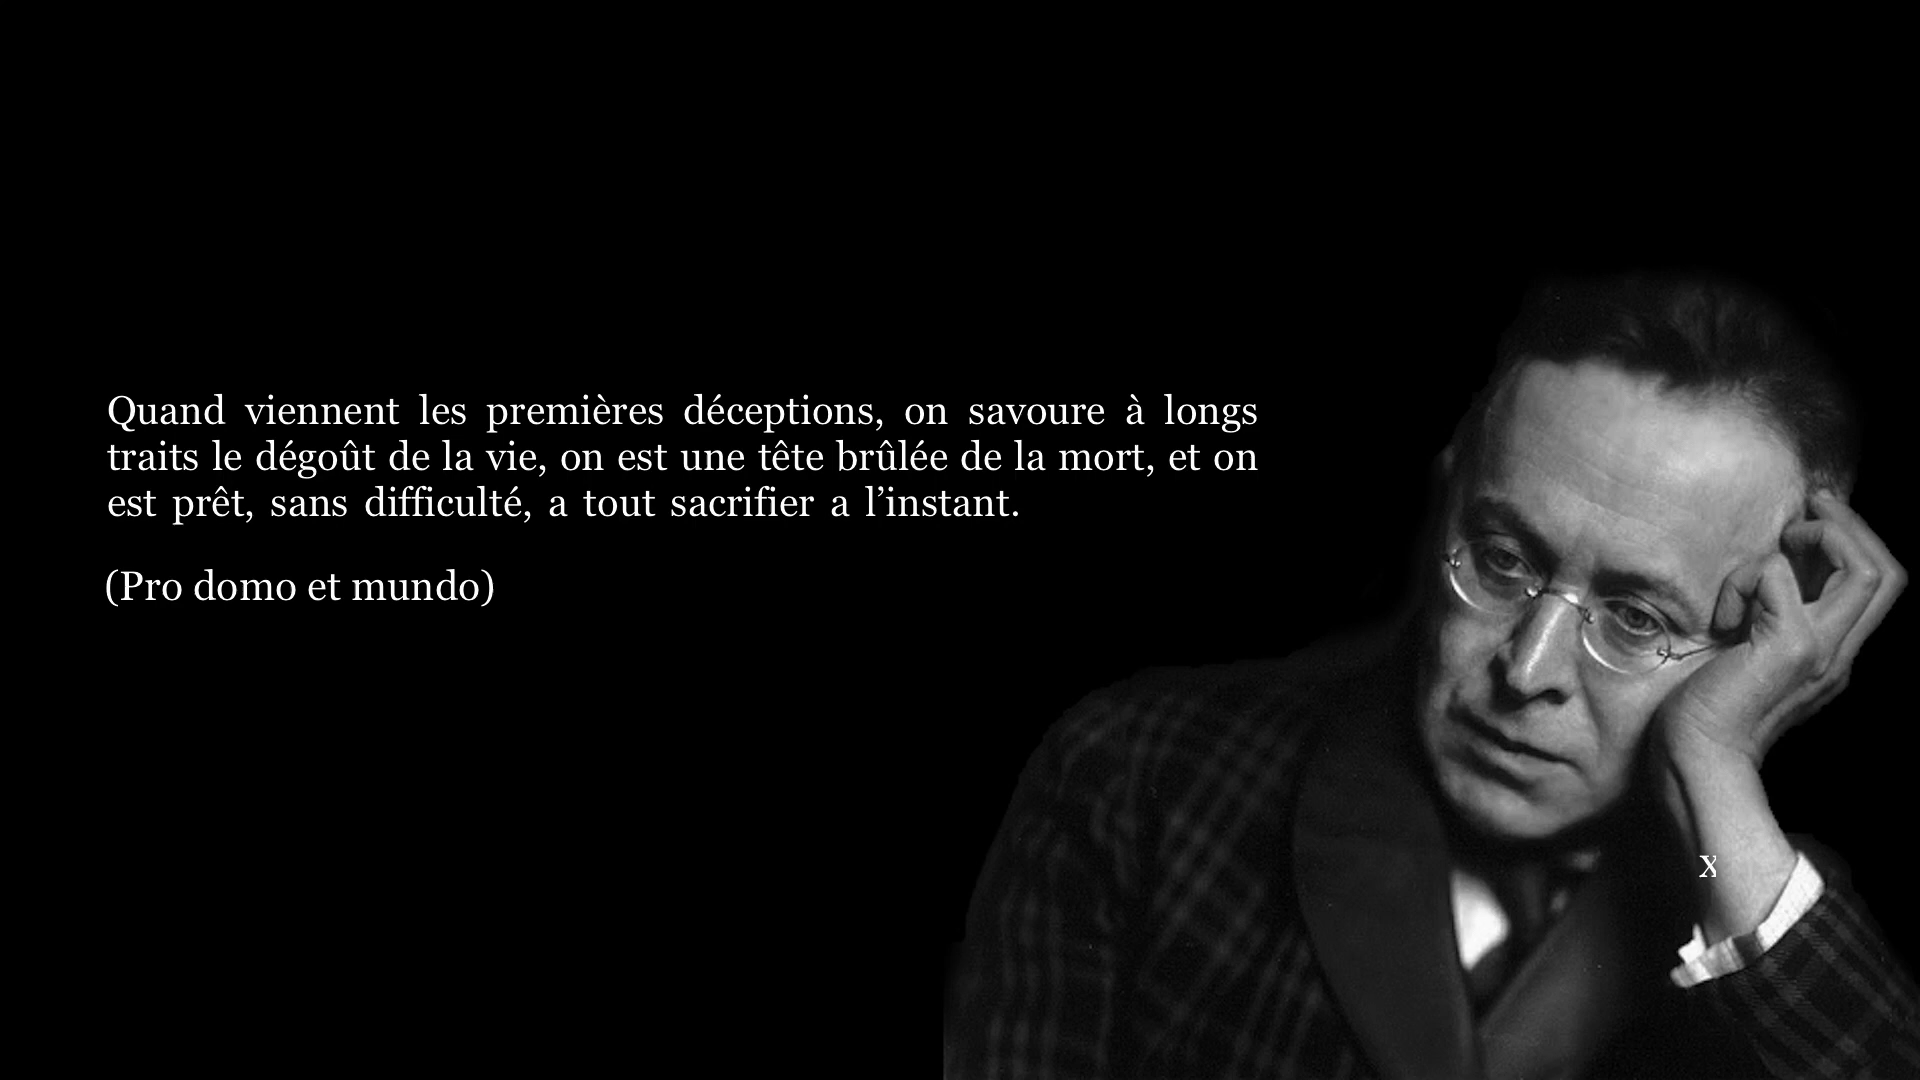 Quand viennent les premières déceptions, on savoure à longs
traits le dégoût de la vie, on est une tête brûlée de la mort, et on
est prêt, sans difficulté, a tout sacrifier a l’instant.
(Pro domo et mundo)
x